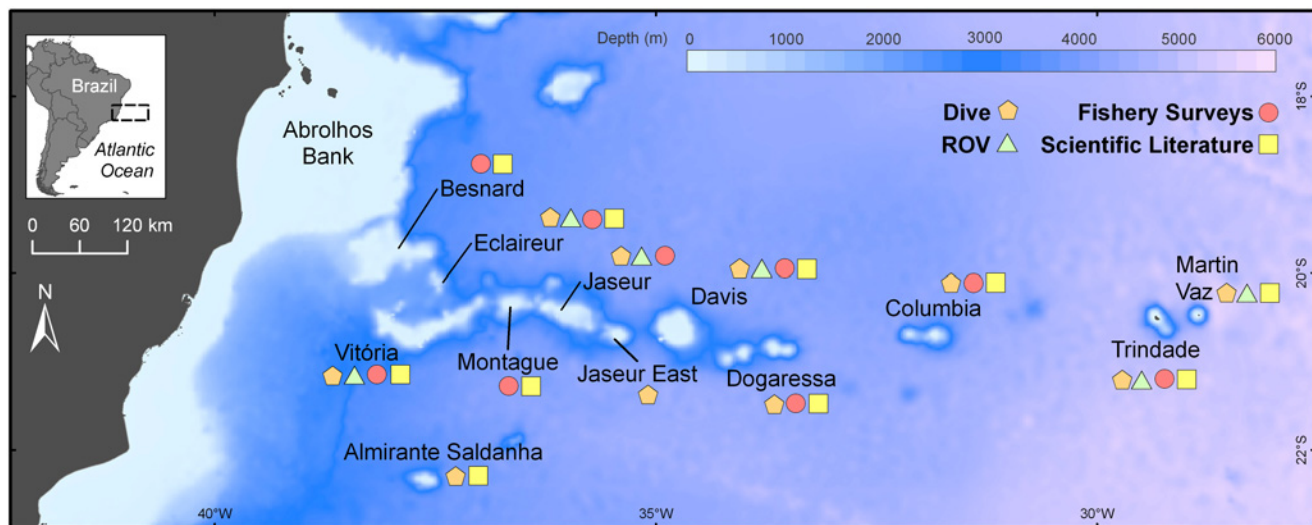 Depth (m) 0 1000 2000 3000 4000 5000 6000
Brazil
Atlantic
Ocean
0 60 120 km
N
Abrolhos
Bank
Dive
Fishery Surveys
ROV
Scientific Literature
18°S
Besnard
Eclaireur
Jaseur
Davis
Columbia
Martin
Vaz
20°S
Vitória
Montague
Jaseur East
Dogaressa
Trindade
Almirante Saldanha
22°S
40°W
35°W
30°W